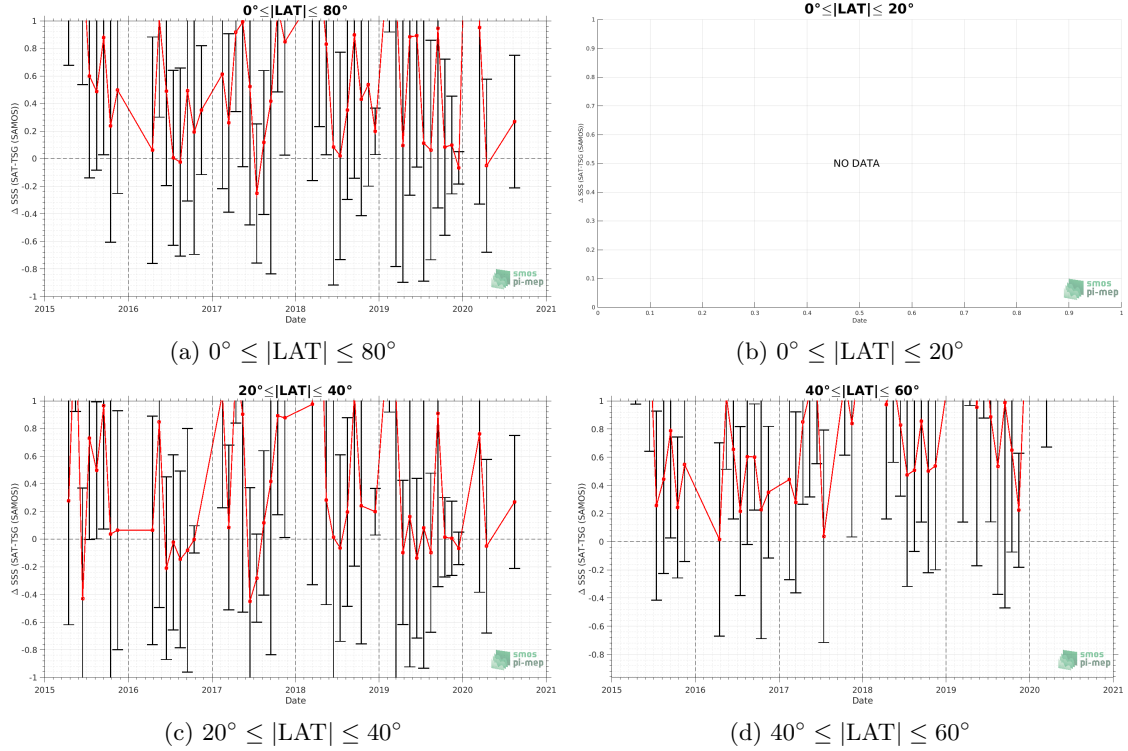 0°≤|LAT|≤ 80°
Δ SSS (SAT-TSG (SAMOS))
1
0.8
0.6
0.4
0.2
0
-0.2
-0.4
-0.6
-0.8
-1
2015 2016 2017 2018 2019 2020 2021
Date
smos
pi-mep
(a) 0° ≤ |LAT| ≤ 80°
0°≤|LAT|≤ 20°
Δ SSS (SAT-TSG (SAMOS))
1
0.9
0.8
0.7
0.6
0.5
0.4
0.3
0.2
0.1
0
NO DATA
0 0.1 0.2 0.3 0.4 0.5 0.6 0.7 0.8 0.9 1
Date
smos
pi-mep
(b) 0° ≤ |LAT| ≤ 20°
20°≤|LAT|≤ 40°
Δ SSS (SAT-TSG (SAMOS))
1
0.8
0.6
0.4
0.2
0
-0.2
-0.4
-0.6
-0.8
-1
2015 2016 2017 2018 2019 2020 2021
Date
smos
pi-mep
(c) 20° ≤ |LAT| ≤ 40°
40°≤|LAT|≤ 60°
Δ SSS (SAT-TSG (SAMOS))
1
0.8
0.6
0.4
0.2
0
-0.2
-0.4
-0.6
-0.8
2015 2016 2017 2018 2019 2020 2021
Date
smos
pi-mep
(d) 40° ≤ |LAT| ≤ 60°